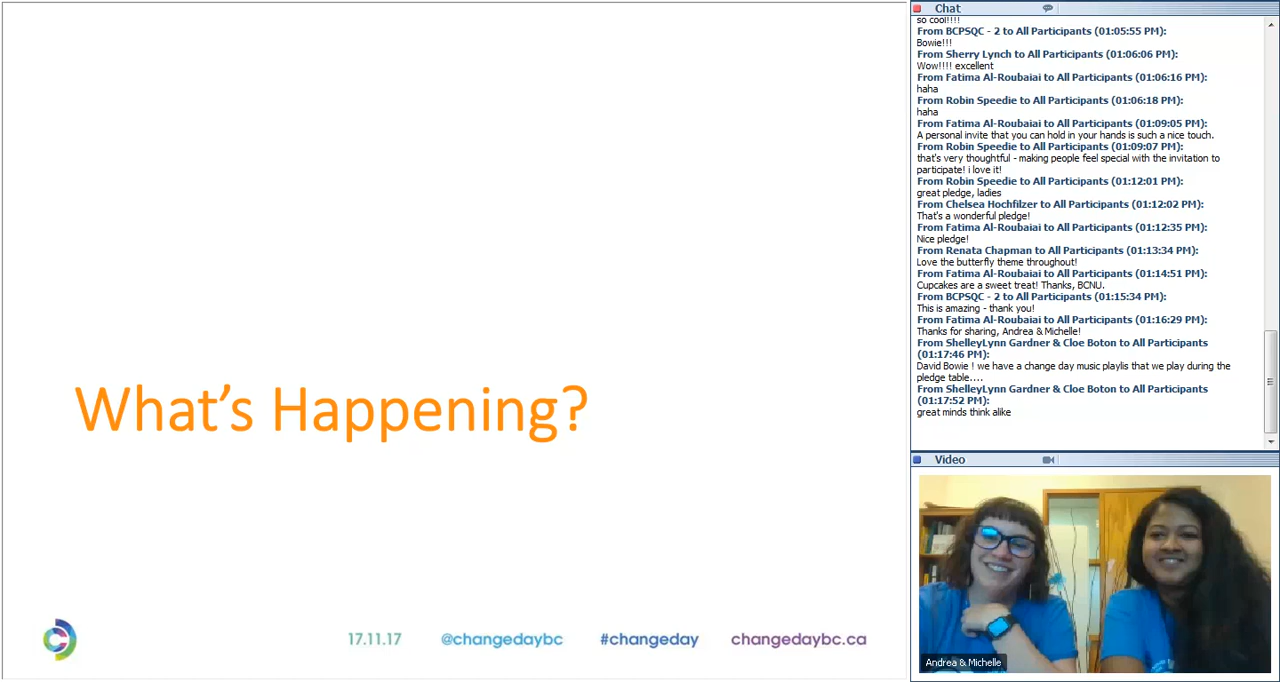 What's Happening?
17.11.17
@changedaybc
#changeday
changedaybc.ca
Chat
so cool!!!!
From BCPSQC - 2 to All Participants (01:05:55 PM):
Bowie!!!
From Sherry Lynch to All Participants (01:06:06 PM):
Wow!!!! excellent
From Fatima Al-Roubaiai to All Participants (01:06:16 PM):
haha
From Robin Speedie to All Participants (01:06:18 PM):
haha
From Fatima Al-Roubaiai to All Participants (01:09:05 PM):
A personal invite that you can hold in your hands is such a nice touch.
From Robin Speedie to All Participants (01:09:07 PM):
that's very thoughtful - making people feel special with the invitation to
participate! i love it!
From Robin Speedie to All Participants (01:12:01 PM):
great pledge, ladies
From Chelsea Hochfilzer to All Participants (01:12:02 PM):
That's a wonderful pledge!
From Fatima Al-Roubaiai to All Participants (01:12:35 PM):
Nice pledge!
From Renata Chapman to All Participants (01:13:34 PM):
Love the butterfly theme throughout!
From Fatima Al-Roubaiai to All Participants (01:14:51 PM):
Cupcakes are a sweet treat! Thanks, BCNU.
From BCPSQC - 2 to All Participants (01:15:34 PM):
This is amazing - thank you!
From Fatima Al-Roubaiai to All Participants (01:16:29 PM):
Thanks for sharing, Andrea & Michelle!
From ShelleyLynn Gardner & Cloe Boton to All Participants
(01:17:46 PM):
David Bowie ! we have a change day music playlis that we play during the
pledge table....
From ShelleyLynn Gardner & Cloe Boton to All Participants
(01:17:52 PM):
great minds think alike
Video
Andrea & Michelle